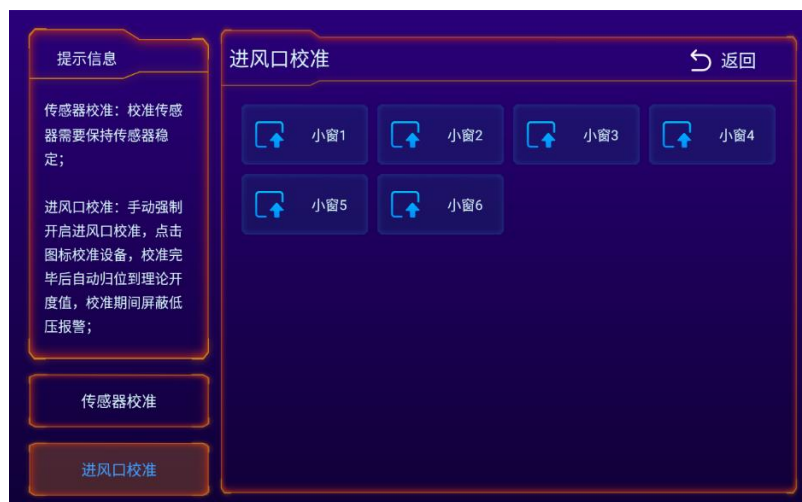 提示信息
传感器校准：校准传感
器需要保持传感器稳
定；
进风口校准：手动强制
开启进风口校准，点击
图标校准设备，校准完
毕后自动归位到理论开
度值，校准期间屏蔽低
压报警；
传感器校准
进风口校准
进风口校准
返回
小窗1
小窗2
小窗3
小窗4
小窗5
小窗6